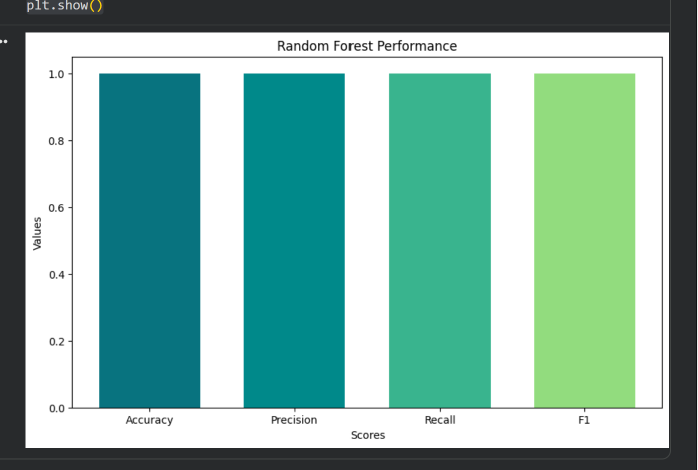 plt.show()
Random Forest Performance
1.0
0.8
0.6
0.4
0.2
0.0
Values
Accuracy Precision Recall F1
Scores